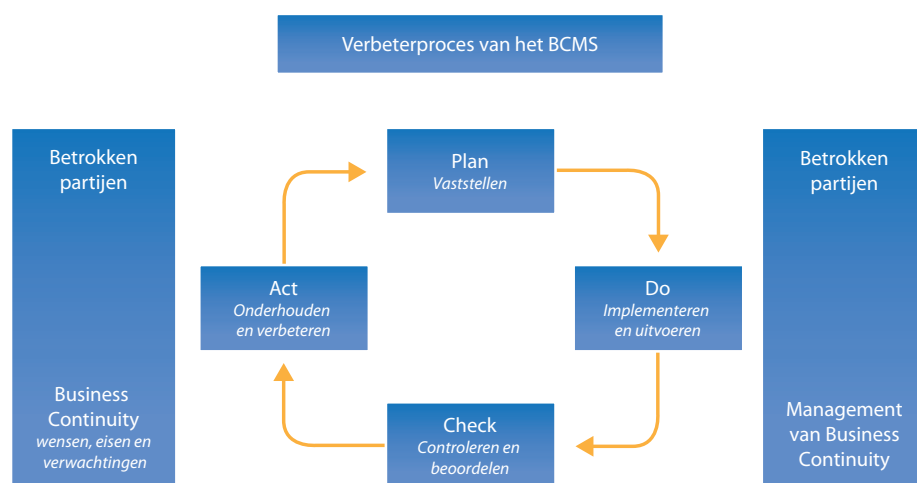 Verbeterproces van het BCMS
Betrokken
partijen
Business
Continuity
wensen, eisen en
verwachtingen
Plan
Vaststellen
Act
Onderhouden
en verbeteren
Do
Implementeren
en uitvoeren
Check
Controleren en
beoordelen
Betrokken
partijen
Management
van Business
Continuity